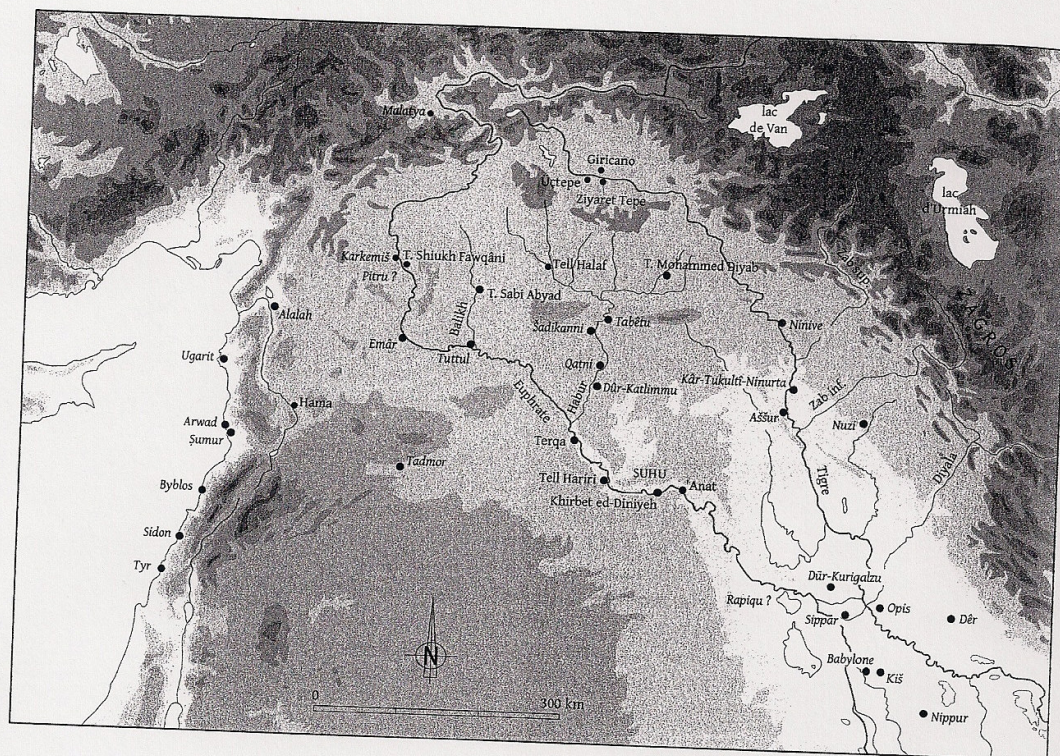 Malatya
lac
de Van
lac
d'Urmiah
Giricano
Üçtepe
Ziyaret Tepe
Karkemiš
T. Shiukh Fawqâni
Pitru ?
Tell Halaf
T. Mohammed Diyab
Zab sup.
ZAGROS
T. Sabi Abyad
Balikh
Alalah
Šadikanni
Tabētu
Ninive
Emâr
Tuttul
Ugarit
Qatni
Kâr-Tukultî-Ninurta
Zab inf.
Dûr-Katlimmu
Habur
Euphrate
Hama
Aššur
Nuzi
Arwad
Ṣumur
Terqa
Tadmor
Diyala
Tigre
Tell Hariri
SUHU
'Anat
Khirbet ed-Diniyeh
Byblos
Sidon
Tyr
Dūr-Kurigalzu
Rapiqu ?
Opis
Sippar
Dêr
N
Babylone
Kiš
0
300 km
Nippur